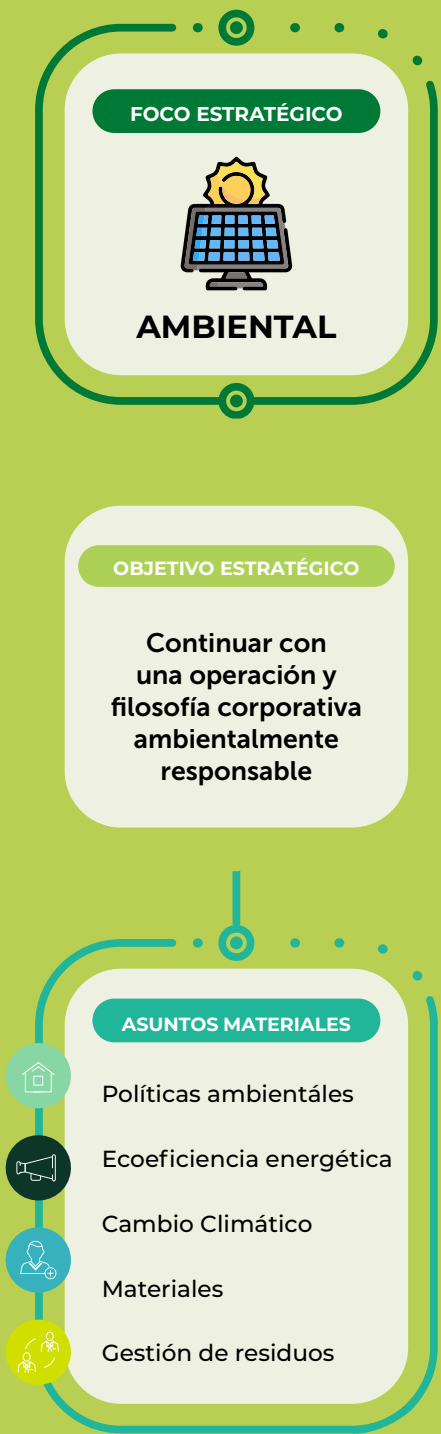 FOCO ESTRATÉGICO
AMBIENTAL
OBJETIVO ESTRATÉGICO
Continuar con
una operación y
filosofía corporativa
ambientalmente
responsable
ASUNTOS MATERIALES
Políticas ambientáles
Ecoeficiencia energética
Cambio Climático
Materiales
Gestión de residuos